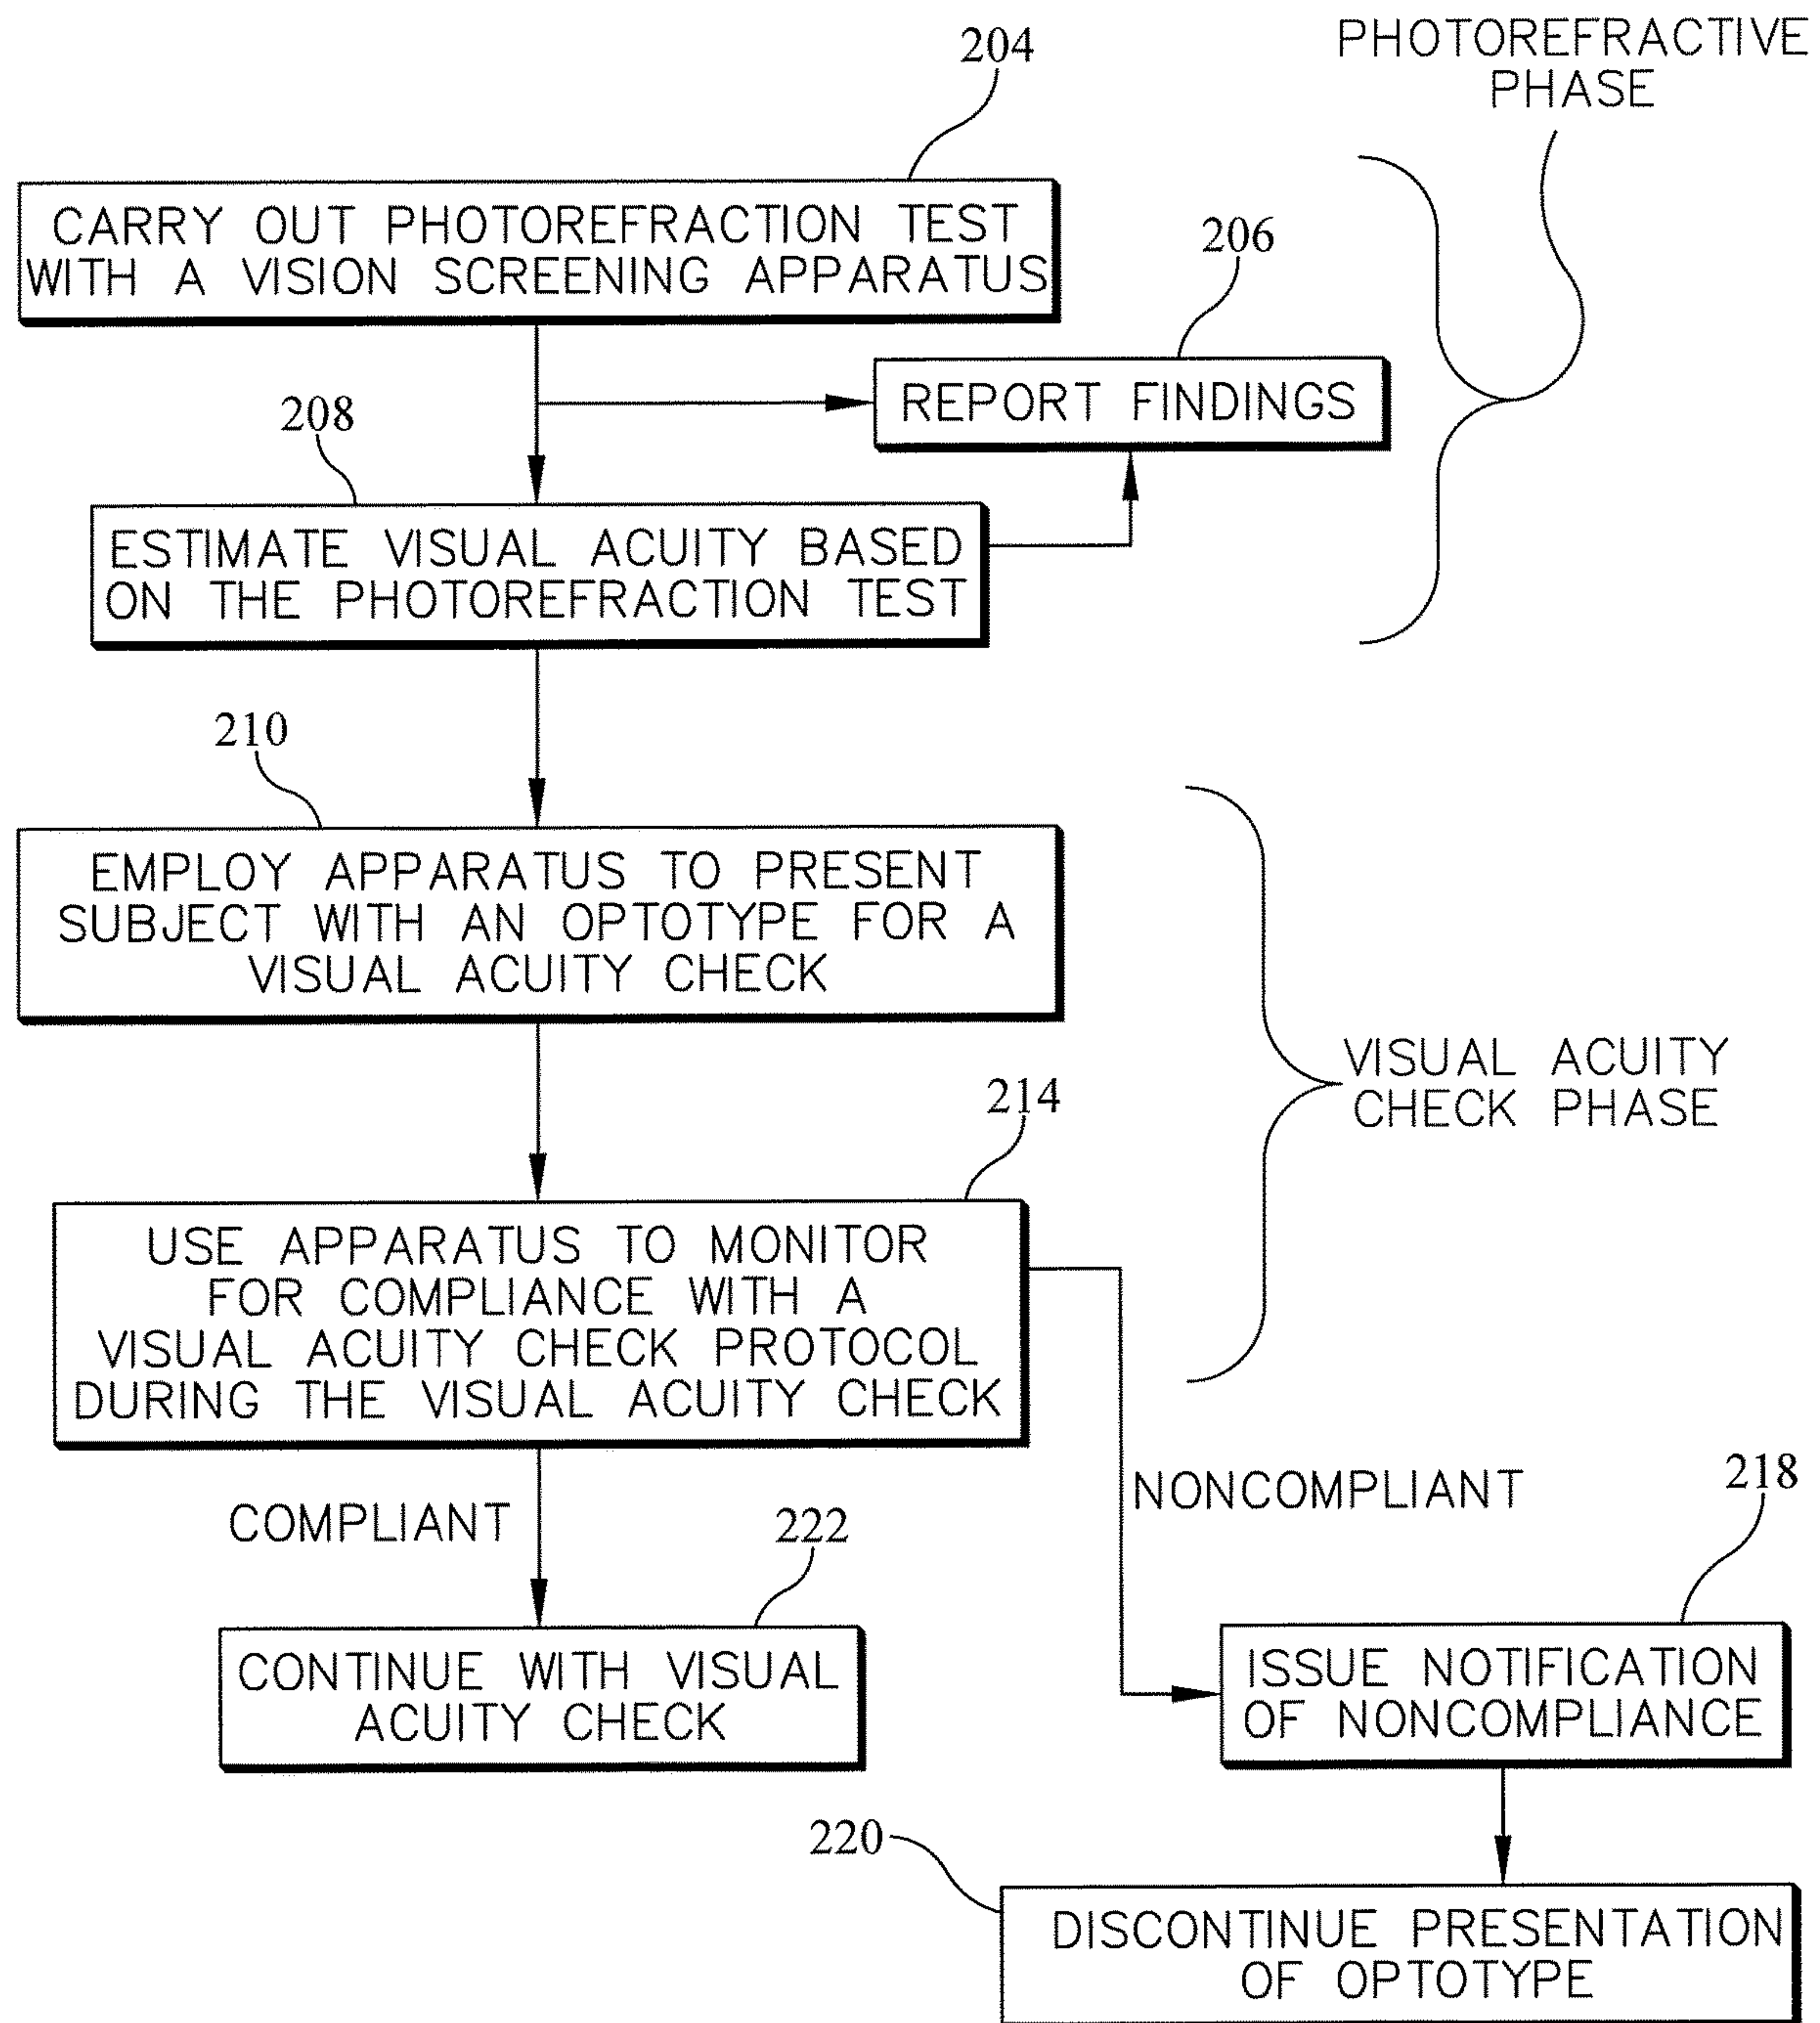 PHOTOREFRACTIVE
PHASE
204
CARRY OUT PHOTOREFRACTION TEST
WITH A VISION SCREENING APPARATUS
206
REPORT FINDINGS
208
ESTIMATE VISUAL ACUITY BASED
ON THE PHOTOREFRACTION TEST
210
EMPLOY APPARATUS TO PRESENT
SUBJECT WITH AN OPTOTYPE FOR A
VISUAL ACUITY CHECK
VISUAL ACUITY
CHECK PHASE
214
USE APPARATUS TO MONITOR
FOR COMPLIANCE WITH A
VISUAL ACUITY CHECK PROTOCOL
DURING THE VISUAL ACUITY CHECK
COMPLIANT
NONCOMPLIANT
222
CONTINUE WITH VISUAL
ACUITY CHECK
218
ISSUE NOTIFICATION
OF NONCOMPLIANCE
220
DISCONTINUE PRESENTATION
OF OPTOTYPE